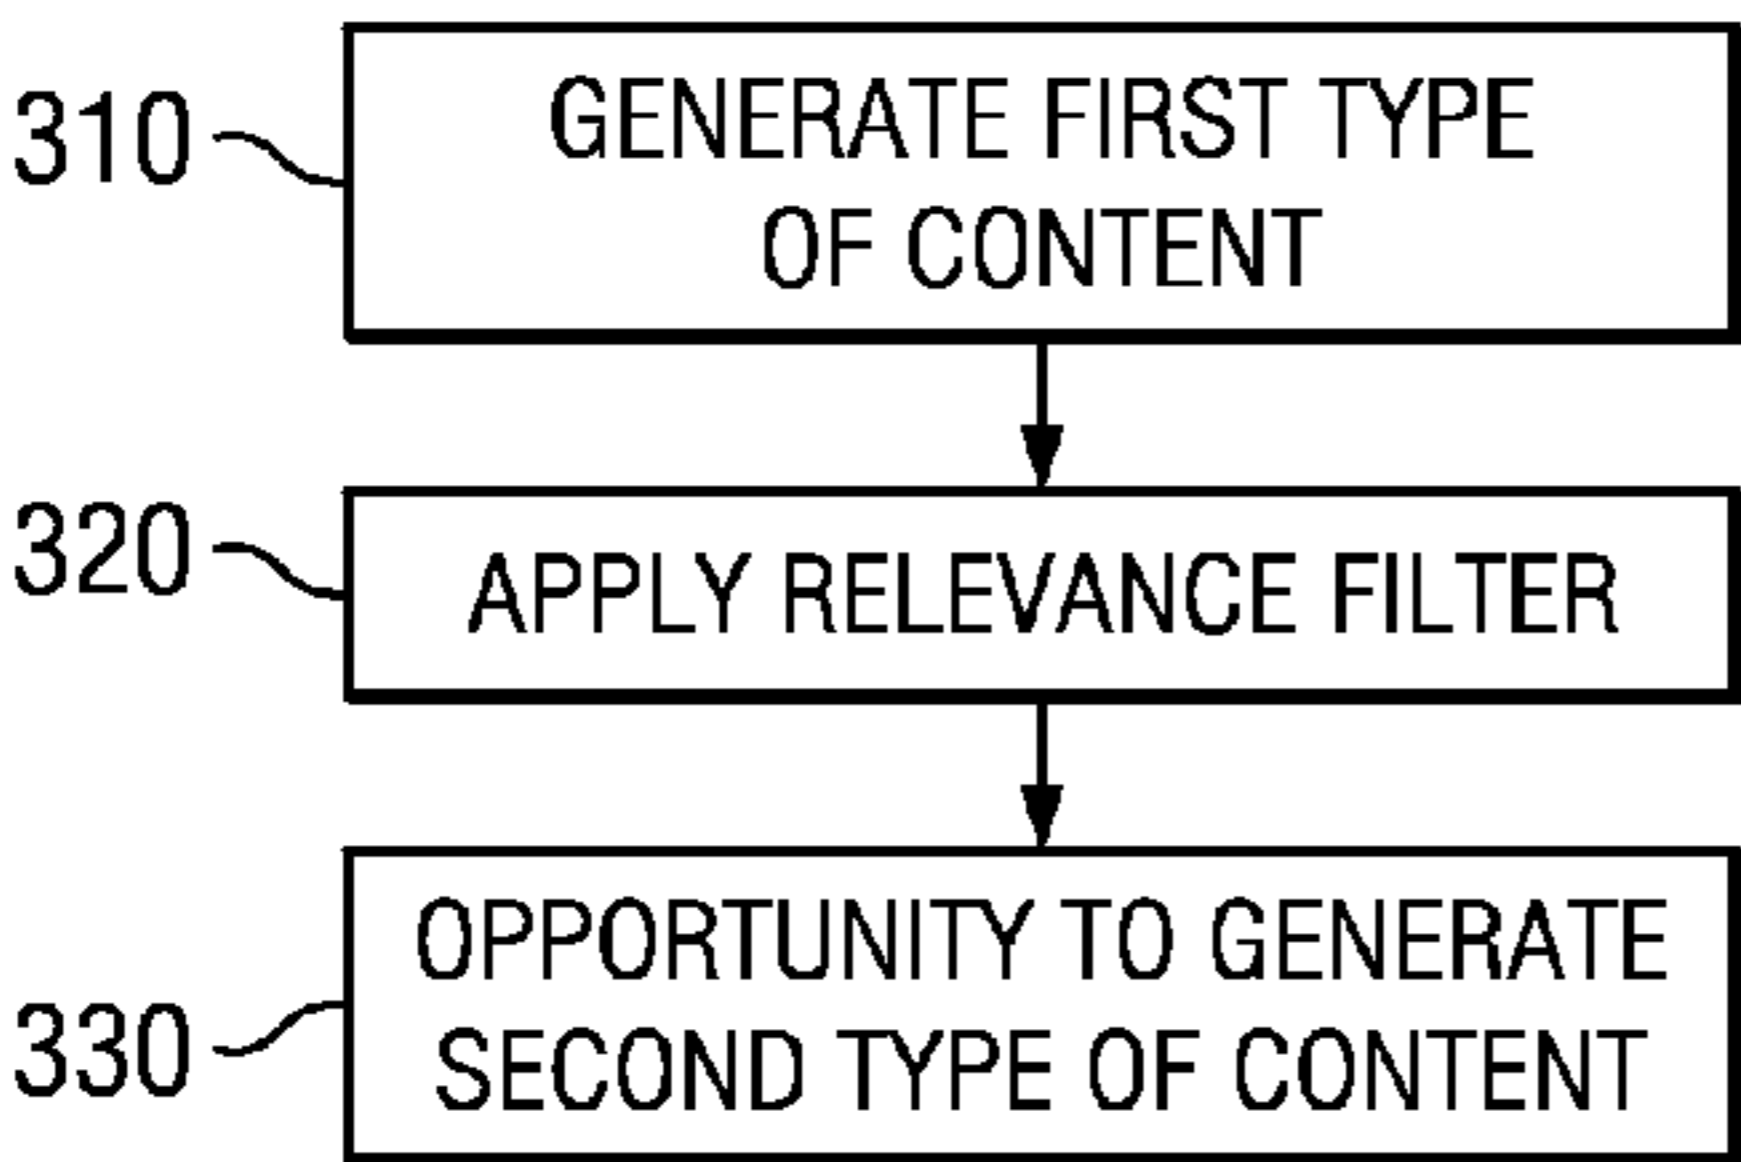 310
GENERATE FIRST TYPE
OF CONTENT
320
APPLY RELEVANCE FILTER
330
OPPORTUNITY TO GENERATE
SECOND TYPE OF CONTENT